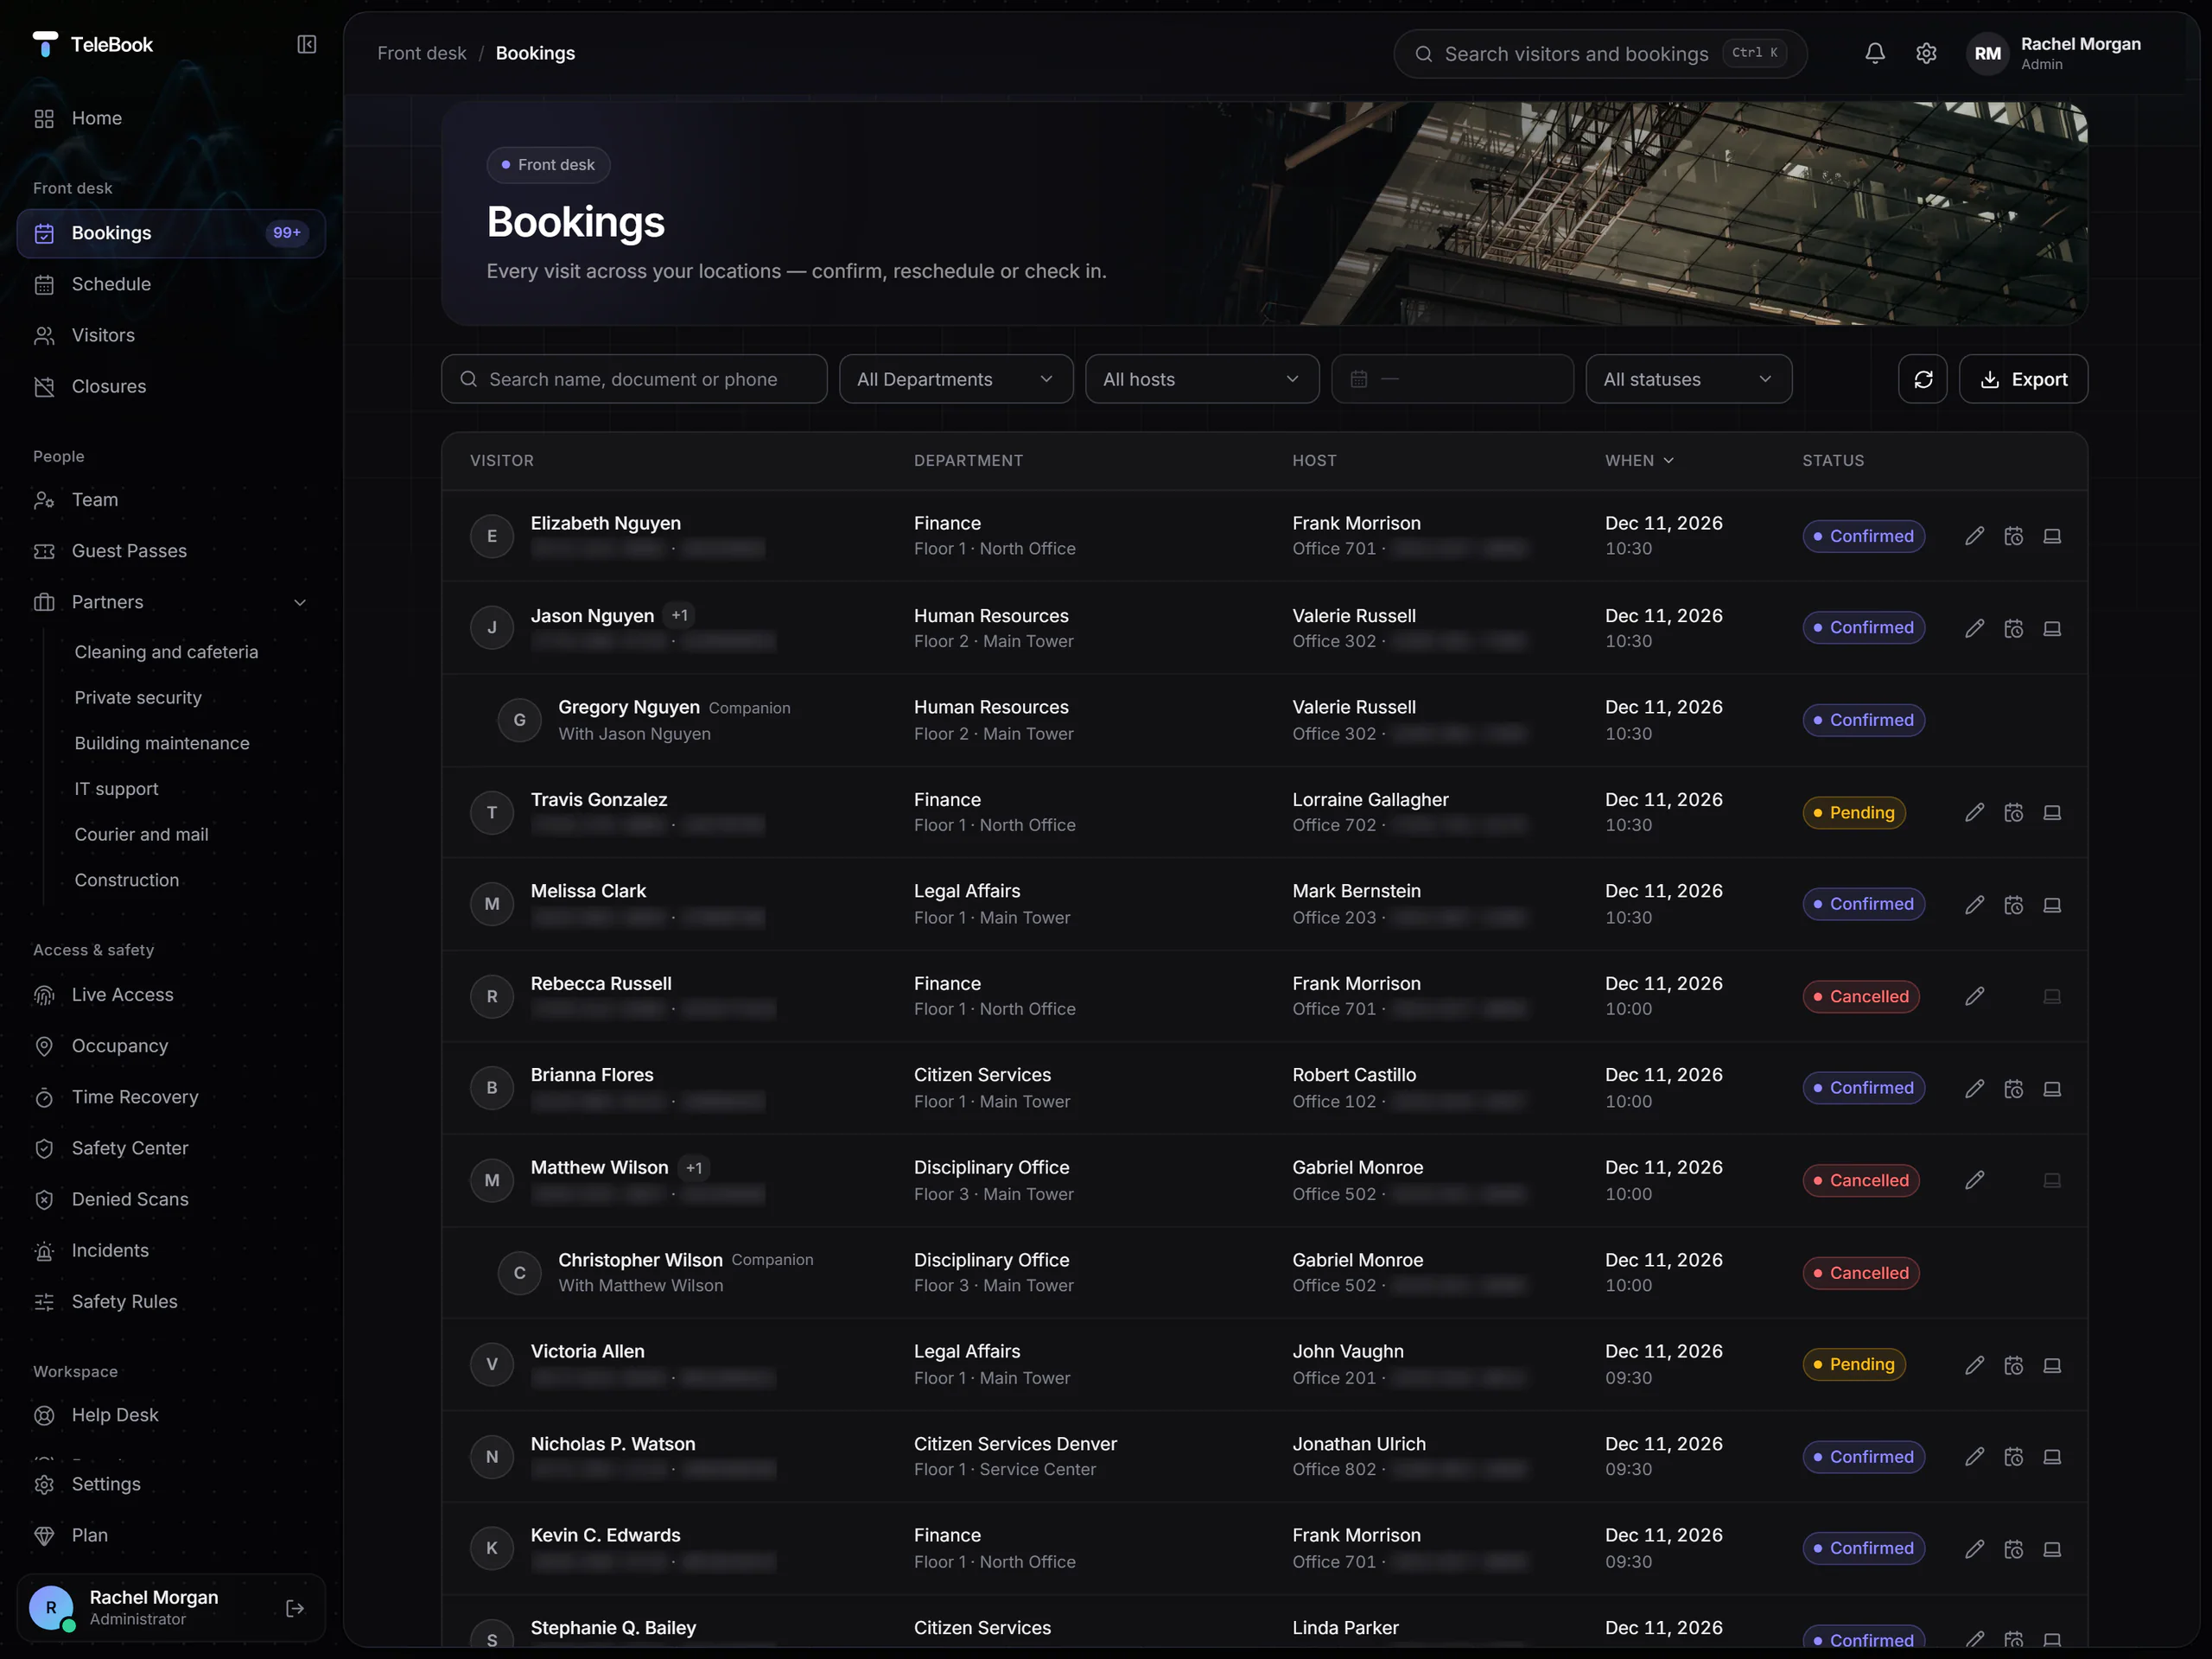 TeleBook
Home
Front desk
Bookings 99+
Schedule
Visitors
Closures
People
Team
Guest Passes
Partners
Cleaning and cafeteria
Private security
Building maintenance
IT support
Courier and mail
Construction
Access & safety
Live Access
Occupancy
Time Recovery
Safety Center
Denied Scans
Incidents
Safety Rules
Workspace
Help Desk
Settings
Plan
R
Rachel Morgan
Administrator
Front desk / Bookings
Search visitors and bookings Ctrl K
RM
Rachel Morgan
Admin
Front desk
Bookings
Every visit across your locations — confirm, reschedule or check in.
Search name, document or phone All Departments All hosts — All statuses Export
VISITOR DEPARTMENT HOST WHEN STATUS
E Elizabeth Nguyen Finance Frank Morrison Dec 11, 2026 Confirmed
· Floor 1 · North Office Office 701 · 10:30
J Jason Nguyen +1 Human Resources Valerie Russell Dec 11, 2026 Confirmed
· Floor 2 · Main Tower Office 302 · 10:30
G Gregory Nguyen Companion Human Resources Valerie Russell Dec 11, 2026 Confirmed
With Jason Nguyen Floor 2 · Main Tower Office 302 · 10:30
T Travis Gonzalez Finance Lorraine Gallagher Dec 11, 2026 Pending
· Floor 1 · North Office Office 702 · 10:30
M Melissa Clark Legal Affairs Mark Bernstein Dec 11, 2026 Confirmed
· Floor 1 · Main Tower Office 203 · 10:30
R Rebecca Russell Finance Frank Morrison Dec 11, 2026 Cancelled
· Floor 1 · North Office Office 701 · 10:00
B Brianna Flores Citizen Services Robert Castillo Dec 11, 2026 Confirmed
· Floor 1 · Main Tower Office 102 · 10:00
M Matthew Wilson +1 Disciplinary Office Gabriel Monroe Dec 11, 2026 Cancelled
· Floor 3 · Main Tower Office 502 · 10:00
C Christopher Wilson Companion Disciplinary Office Gabriel Monroe Dec 11, 2026 Cancelled
With Matthew Wilson Floor 3 · Main Tower Office 502 · 10:00
V Victoria Allen Legal Affairs John Vaughn Dec 11, 2026 Pending
· Floor 1 · Main Tower Office 201 · 09:30
N Nicholas P. Watson Citizen Services Denver Jonathan Ulrich Dec 11, 2026 Confirmed
· Floor 1 · Service Center Office 802 · 09:30
K Kevin C. Edwards Finance Frank Morrison Dec 11, 2026 Confirmed
· Floor 1 · North Office Office 701 · 09:30
S Stephanie Q. Bailey Citizen Services Linda Parker Dec 11, 2026 Confirmed